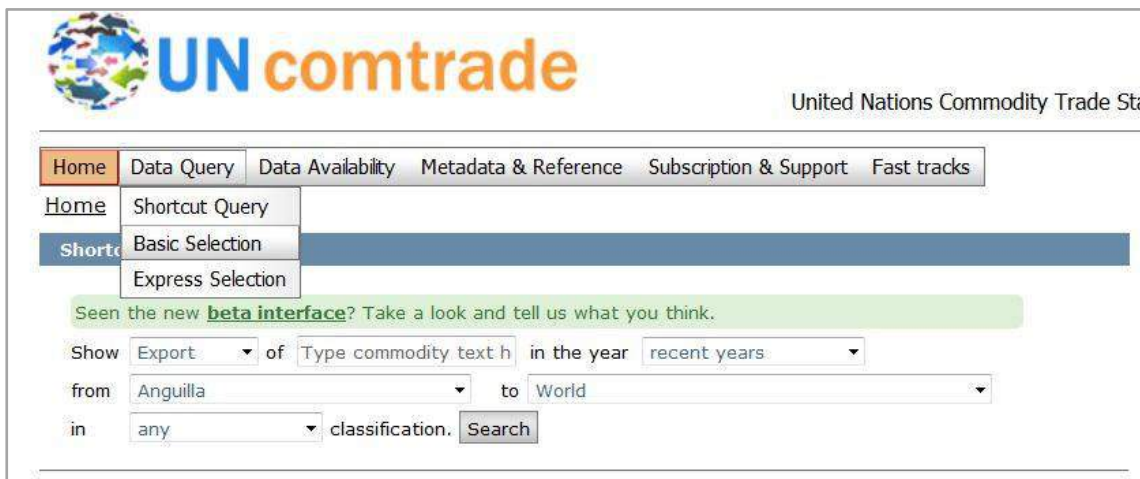 UN comtrade
United Nations Commodity Trade Sta
Home Data Query Data Availability Metadata & Reference Subscription & Support Fast tracks
Home Shortcut Query
Shortc Basic Selection
Express Selection
Seen the new beta interface? Take a look and tell us what you think.
Show Export of Type commodity text h in the year recent years
from Anguilla to World
in any classification. Search